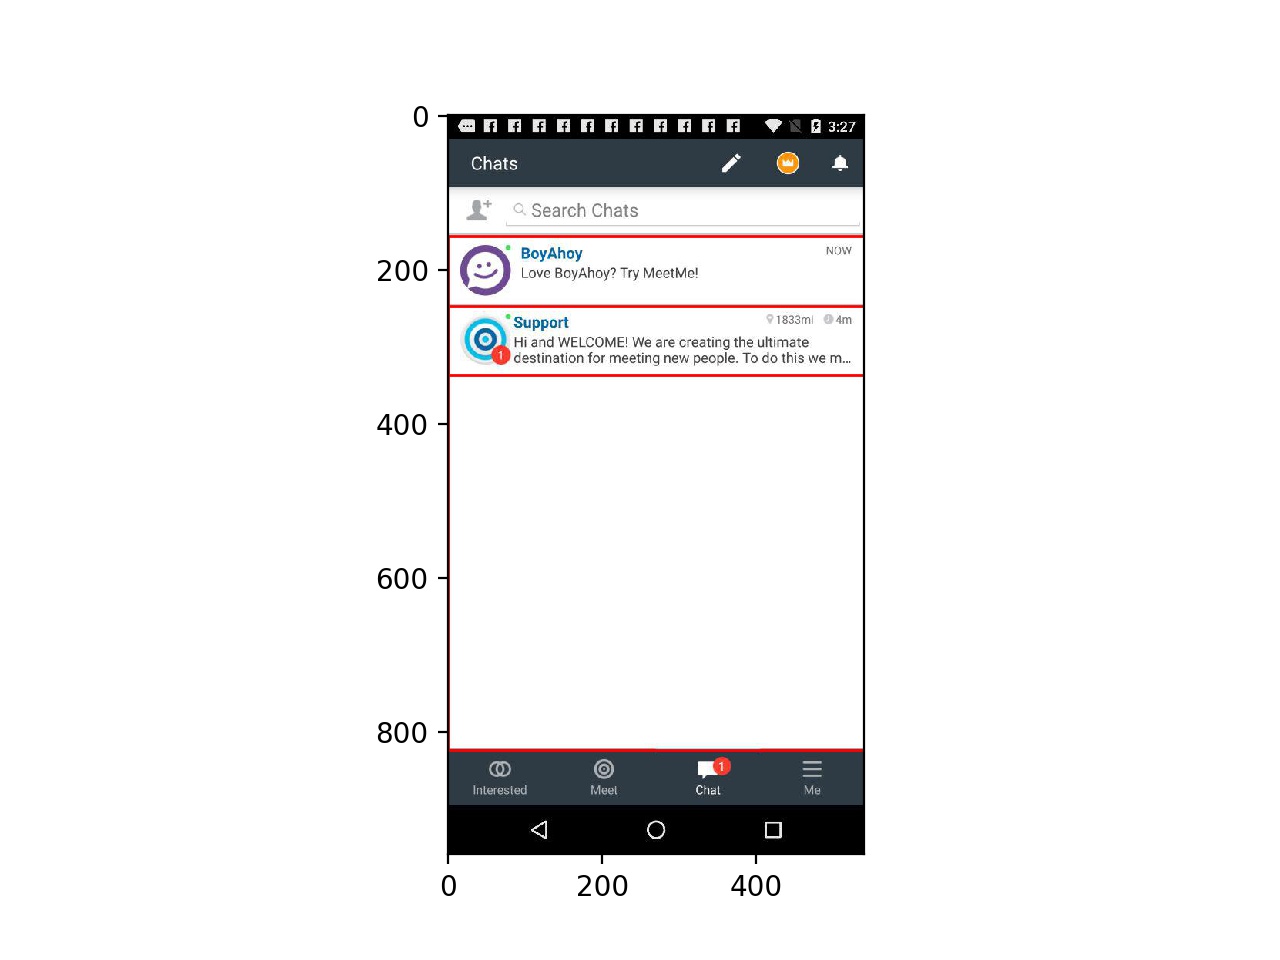 0
3:27
Chats
Search Chats
BoyAhoy
NOW
200
Love BoyAhoy? Try MeetMe!
Support
1833mi
4m
Hi and WELCOME! We are creating the ultimate
1
destination for meeting new people. To do this we m...
400
600
800
1
Interested
Meet
Chat
Me
0
200
400